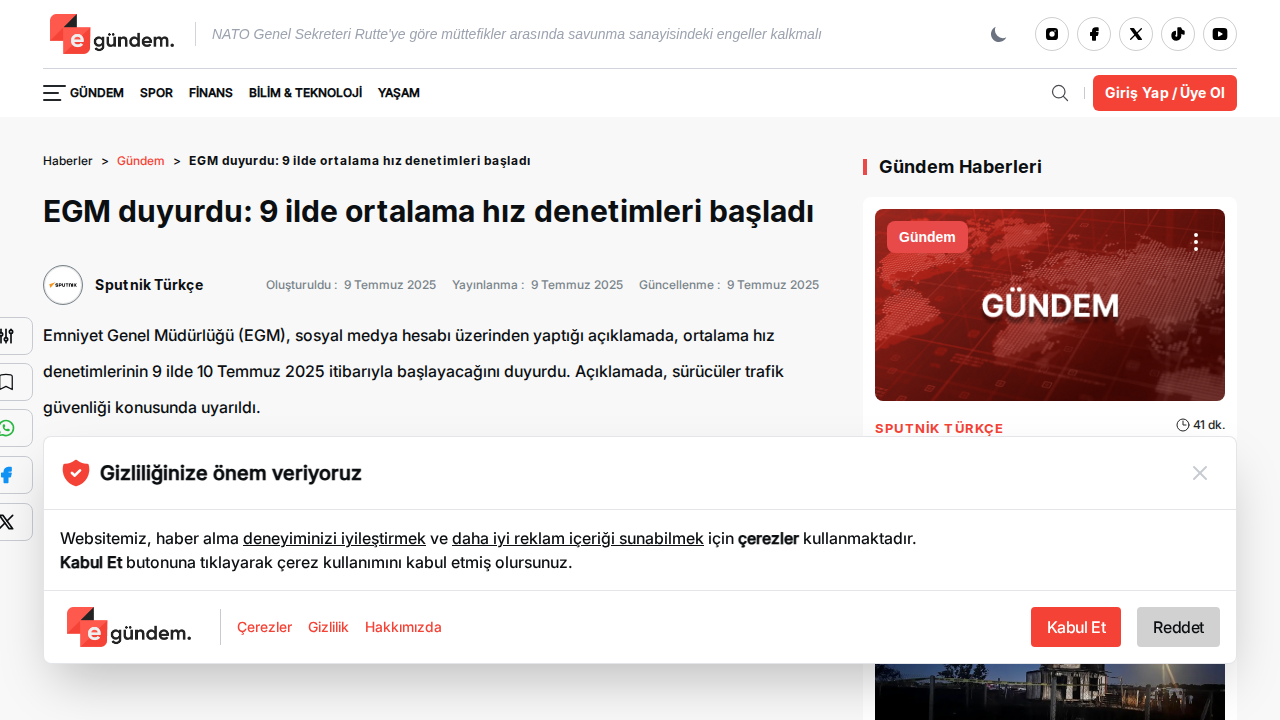 e gündem.
NATO Genel Sekreteri Rutte'ye göre müttefikler arasında savunma sanayisindeki engeller kalkmalı
GÜNDEM SPOR FİNANS BİLİM & TEKNOLOJİ YAŞAM
Giriş Yap / Üye Ol
Haberler > Gündem > EGM duyurdu: 9 ilde ortalama hız denetimleri başladı
EGM duyurdu: 9 ilde ortalama hız denetimleri başladı
SPUTNIK
Sputnik Türkçe
Oluşturuldu : 9 Temmuz 2025 Yayınlanma : 9 Temmuz 2025 Güncellenme : 9 Temmuz 2025
Emniyet Genel Müdürlüğü (EGM), sosyal medya hesabı üzerinden yaptığı açıklamada, ortalama hız
denetimlerinin 9 ilde 10 Temmuz 2025 itibarıyla başlayacağını duyurdu. Açıklamada, sürücüler trafik
güvenliği konusunda uyarıldı.
Gündem Haberleri
Gündem
GÜNDEM
SPUTNİK TÜRKÇE
41 dk.
Gizliliğinize önem veriyoruz
Websitemiz, haber alma deneyiminizi iyileştirmek ve daha iyi reklam içeriği sunabilmek için çerezler kullanmaktadır.
Kabul Et butonuna tıklayarak çerez kullanımını kabul etmiş olursunuz.
e gündem.
Çerezler Gizlilik Hakkımızda
Kabul Et
Reddet